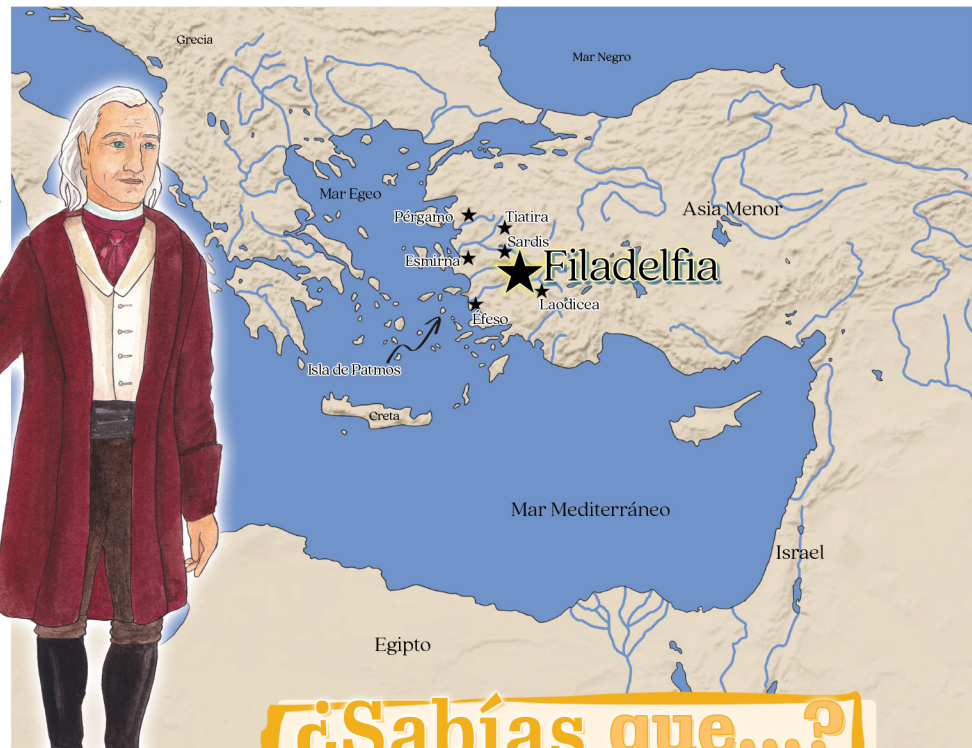 Grecia
Mar Negro
Mar Egeo
Asia Menor
Pérgamo
Tiatira
Sardis
Esmirna
Filadelfia
Laodicea
Éfeso
Isla de Patmos
Creta
Mar Mediterráneo
Israel
Egipto
¿Sabías que...?